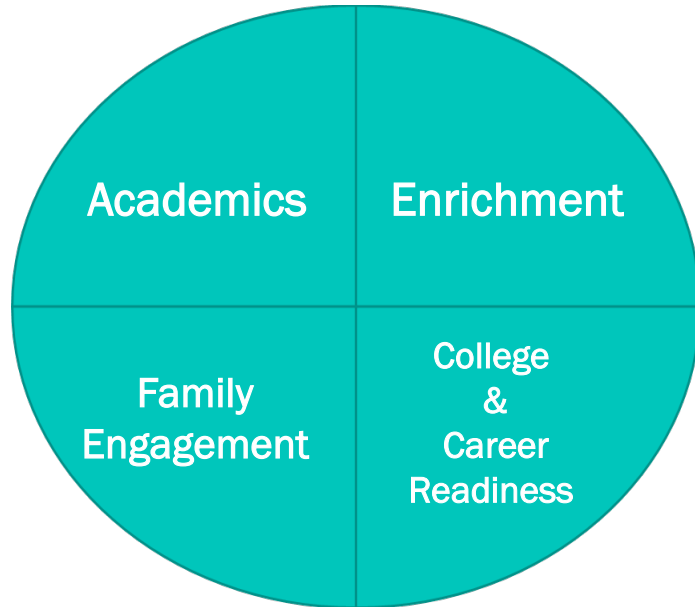 Academics
Enrichment
Family
Engagement
College
&
Career
Readiness